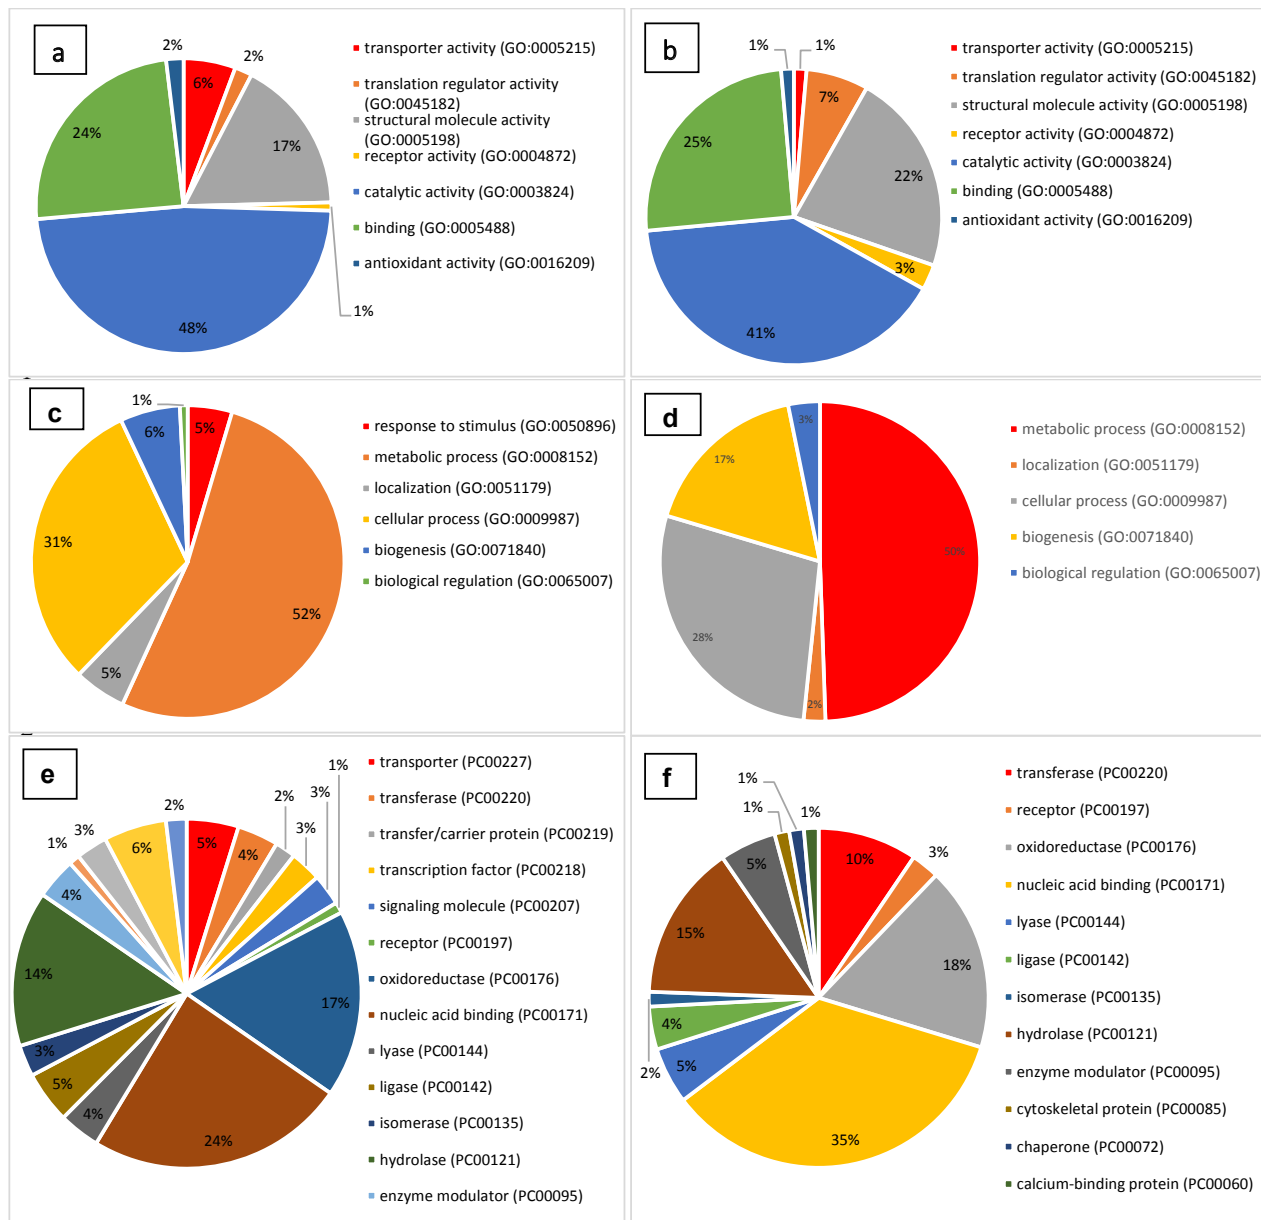 a
2%
6%
2%
17%
1%
48%
24%
transporter activity (GO:0005215)
translation regulator activity
(GO:0045182)
structural molecule activity
(GO:0005198)
receptor activity (GO:0004872)
catalytic activity (GO:0003824)
binding (GO:0005488)
antioxidant activity (GO:0016209)
b
1%
1%
7%
22%
3%
41%
25%
transporter activity (GO:0005215)
translation regulator activity (GO:0045182)
structural molecule activity (GO:0005198)
receptor activity (GO:0004872)
catalytic activity (GO:0003824)
binding (GO:0005488)
antioxidant activity (GO:0016209)
c
1%
5%
52%
5%
31%
6%
response to stimulus (GO:0050896)
metabolic process (GO:0008152)
localization (GO:0051179)
cellular process (GO:0009987)
biogenesis (GO:0071840)
biological regulation (GO:0065007)
d
3%
50%
2%
28%
17%
metabolic process (GO:0008152)
localization (GO:0051179)
cellular process (GO:0009987)
biogenesis (GO:0071840)
biological regulation (GO:0065007)
e
5%
4%
2%
3%
3%
1%
17%
24%
4%
5%
3%
14%
4%
1%
3%
6%
2%
transporter (PC00227)
transferase (PC00220)
transfer/carrier protein (PC00219)
transcription factor (PC00218)
signaling molecule (PC00207)
receptor (PC00197)
oxidoreductase (PC00176)
nucleic acid binding (PC00171)
lyase (PC00144)
ligase (PC00142)
isomerase (PC00135)
hydrolase (PC00121)
enzyme modulator (PC00095)
f
10%
3%
18%
35%
5%
4%
2%
15%
5%
1%
1%
1%
transferase (PC00220)
receptor (PC00197)
oxidoreductase (PC00176)
nucleic acid binding (PC00171)
lyase (PC00144)
ligase (PC00142)
isomerase (PC00135)
hydrolase (PC00121)
enzyme modulator (PC00095)
cytoskeletal protein (PC00085)
chaperone (PC00072)
calcium-binding protein (PC00060)